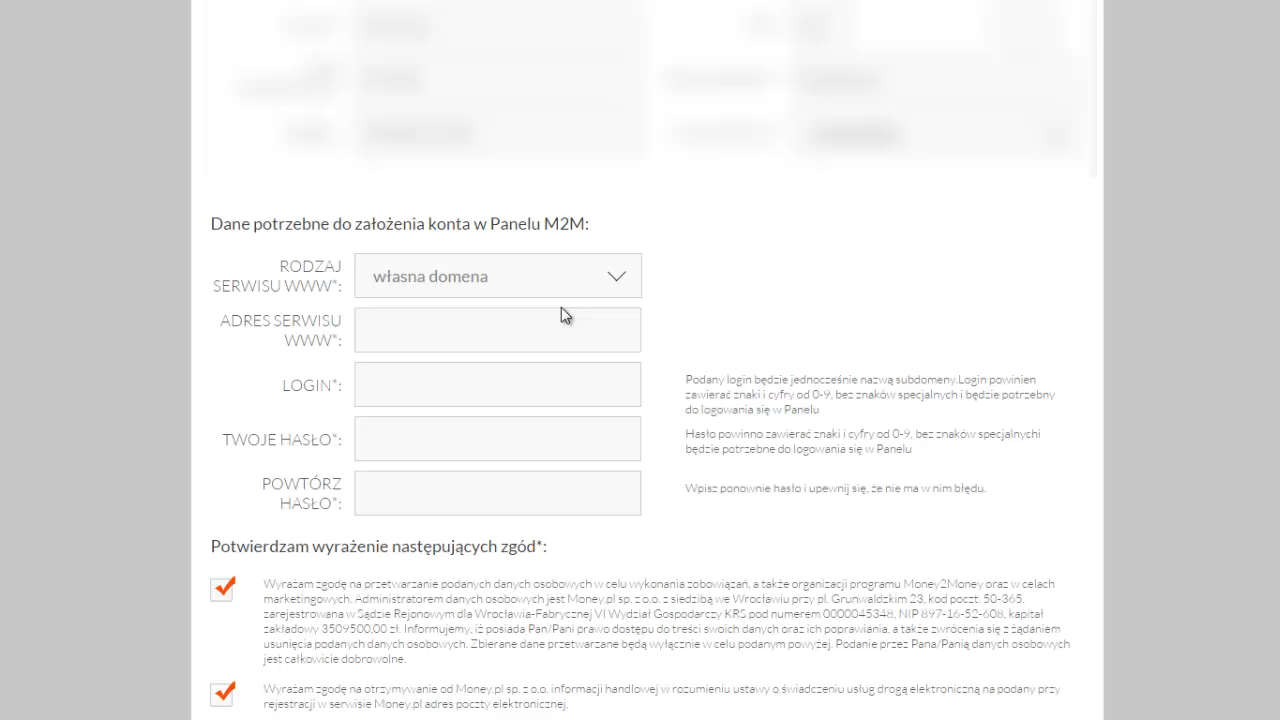 Dane potrzebne do założenia konta w Panelu M2M:
RODZAJ
SERWISU WWW*:
własna domena
ADRES SERWISU
WWW*:
LOGIN*:
Podany login będzie jednocześnie nazwą subdomeny.Login powinien
zawierać znaki i cyfry od 0-9, bez znaków specjalnych i będzie potrzebny
do logowania się w Panelu
TWOJE HASŁO*:
Hasło powinno zawierać znaki i cyfry od 0-9, bez znaków specjalnychi
będzie potrzebne do logowania się w Panelu
POWTÓRZ
HASŁO*:
Wpisz ponownie hasło i upewnij się, że nie ma w nim błędu.
Potwierdzam wyrażenie następujących zgód*:
Wyrażam zgodę na przetwarzanie podanych danych osobowych w celu wykonania zobowiązań, a także organizacji programu Money2Money oraz w celach
marketingowych. Administratorem danych osobowych jest Money.pl sp. z o.o. z siedzibą we Wrocławiu przy pl. Grunwaldzkim 23, kod poczt. 50-365,
zarejestrowana w Sądzie Rejonowym dla Wrocławia-Fabrycznej VI Wydział Gospodarczy KRS pod numerem 0000045348, NIP 897-16-52-608, kapitał
zakładowy 3509500,00 zł. Informujemy, iż posiada Pan/Pani prawo dostępu do treści swoich danych oraz ich poprawiania, a także zwrócenia się z żądaniem
usunięcia podanych danych osobowych. Zbierane dane przetwarzane będą wyłącznie w celu podanym powyżej. Podanie przez Pana/Panią danych osobowych
jest całkowicie dobrowolne.
Wyrażam zgodę na otrzymywanie od Money.pl sp. z o.o. informacji handlowej w rozumieniu ustawy o świadczeniu usług drogą elektroniczną na podany przy
rejestracji w serwisie Money.pl adres poczty elektronicznej.